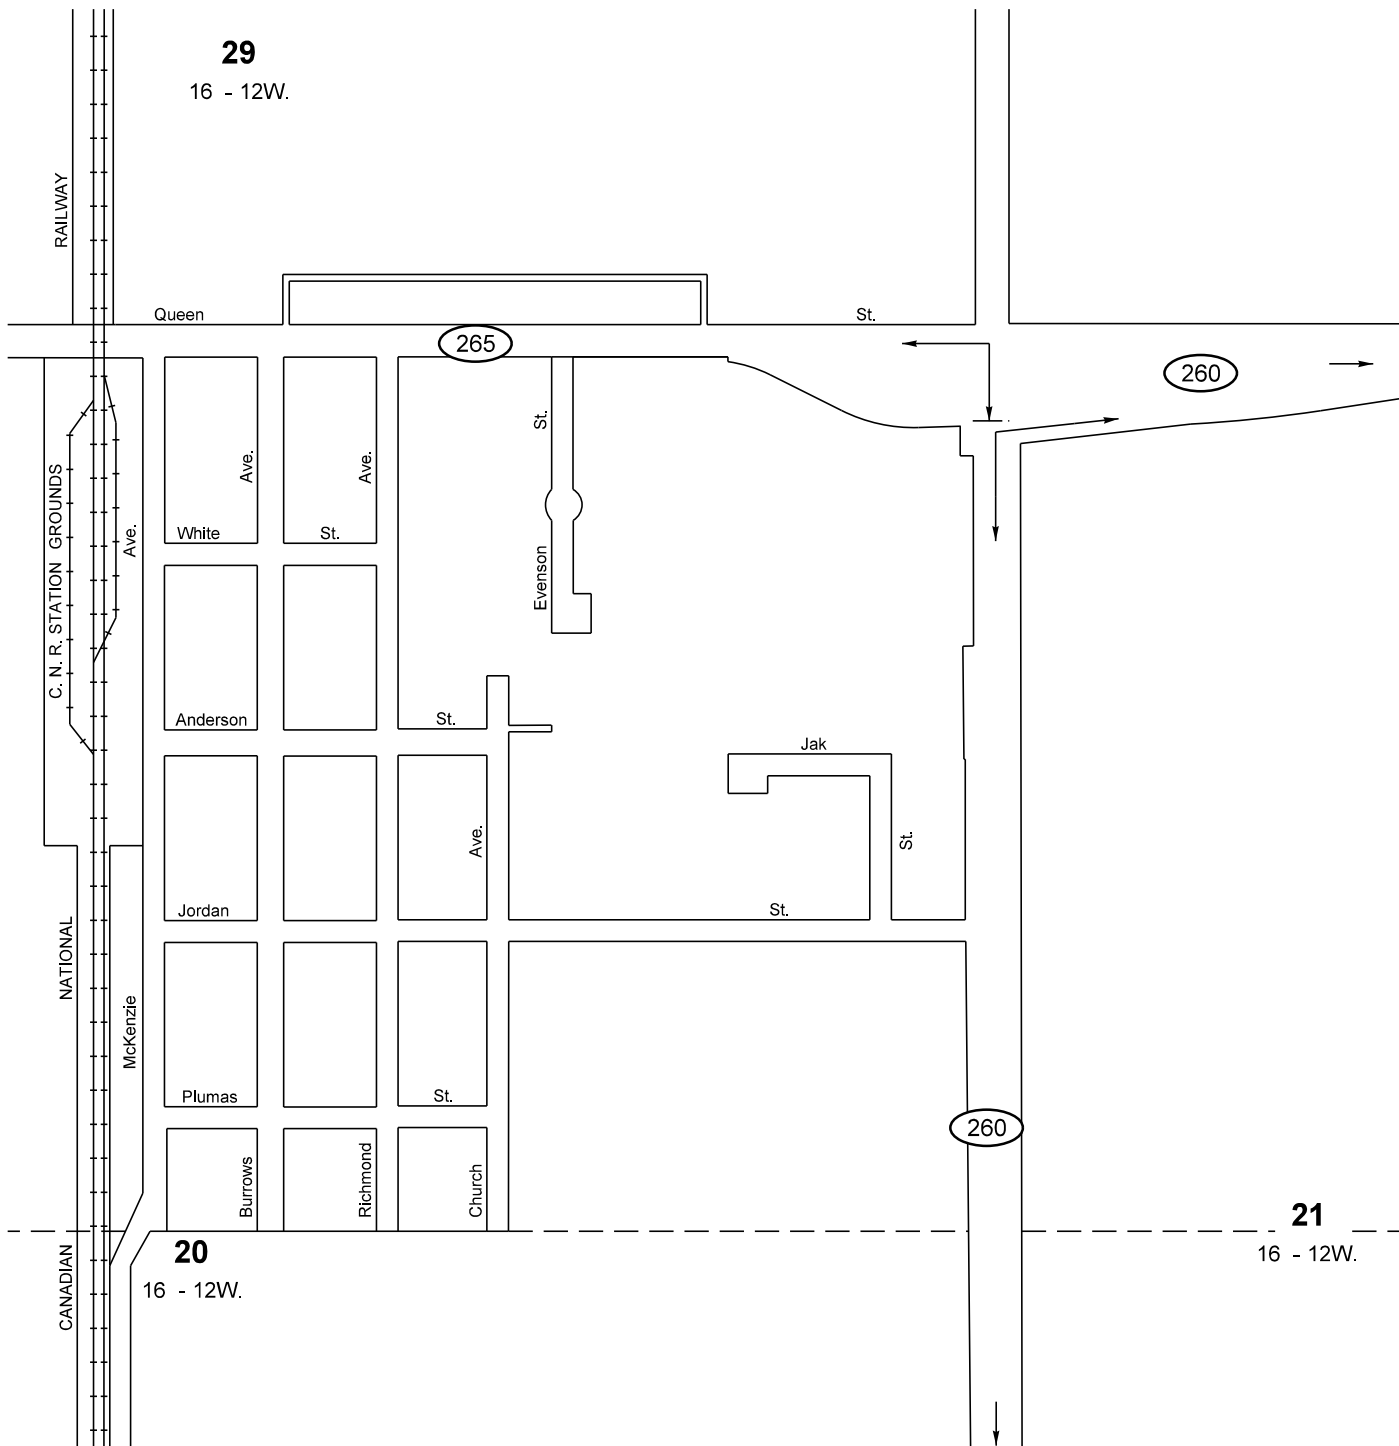 29
16 - 12W.
RAILWAY
Queen
St.
265
260
St.
Ave.
Ave.
C. N. R. STATION GROUNDS
Ave.
White
St.
Evenson
Anderson
St.
Jak
St.
Ave.
Jordan
St.
NATIONAL
McKenzie
Plumas
St.
260
Burrows
Richmond
Church
21
16 - 12W.
20
16 - 12W.
CANADIAN